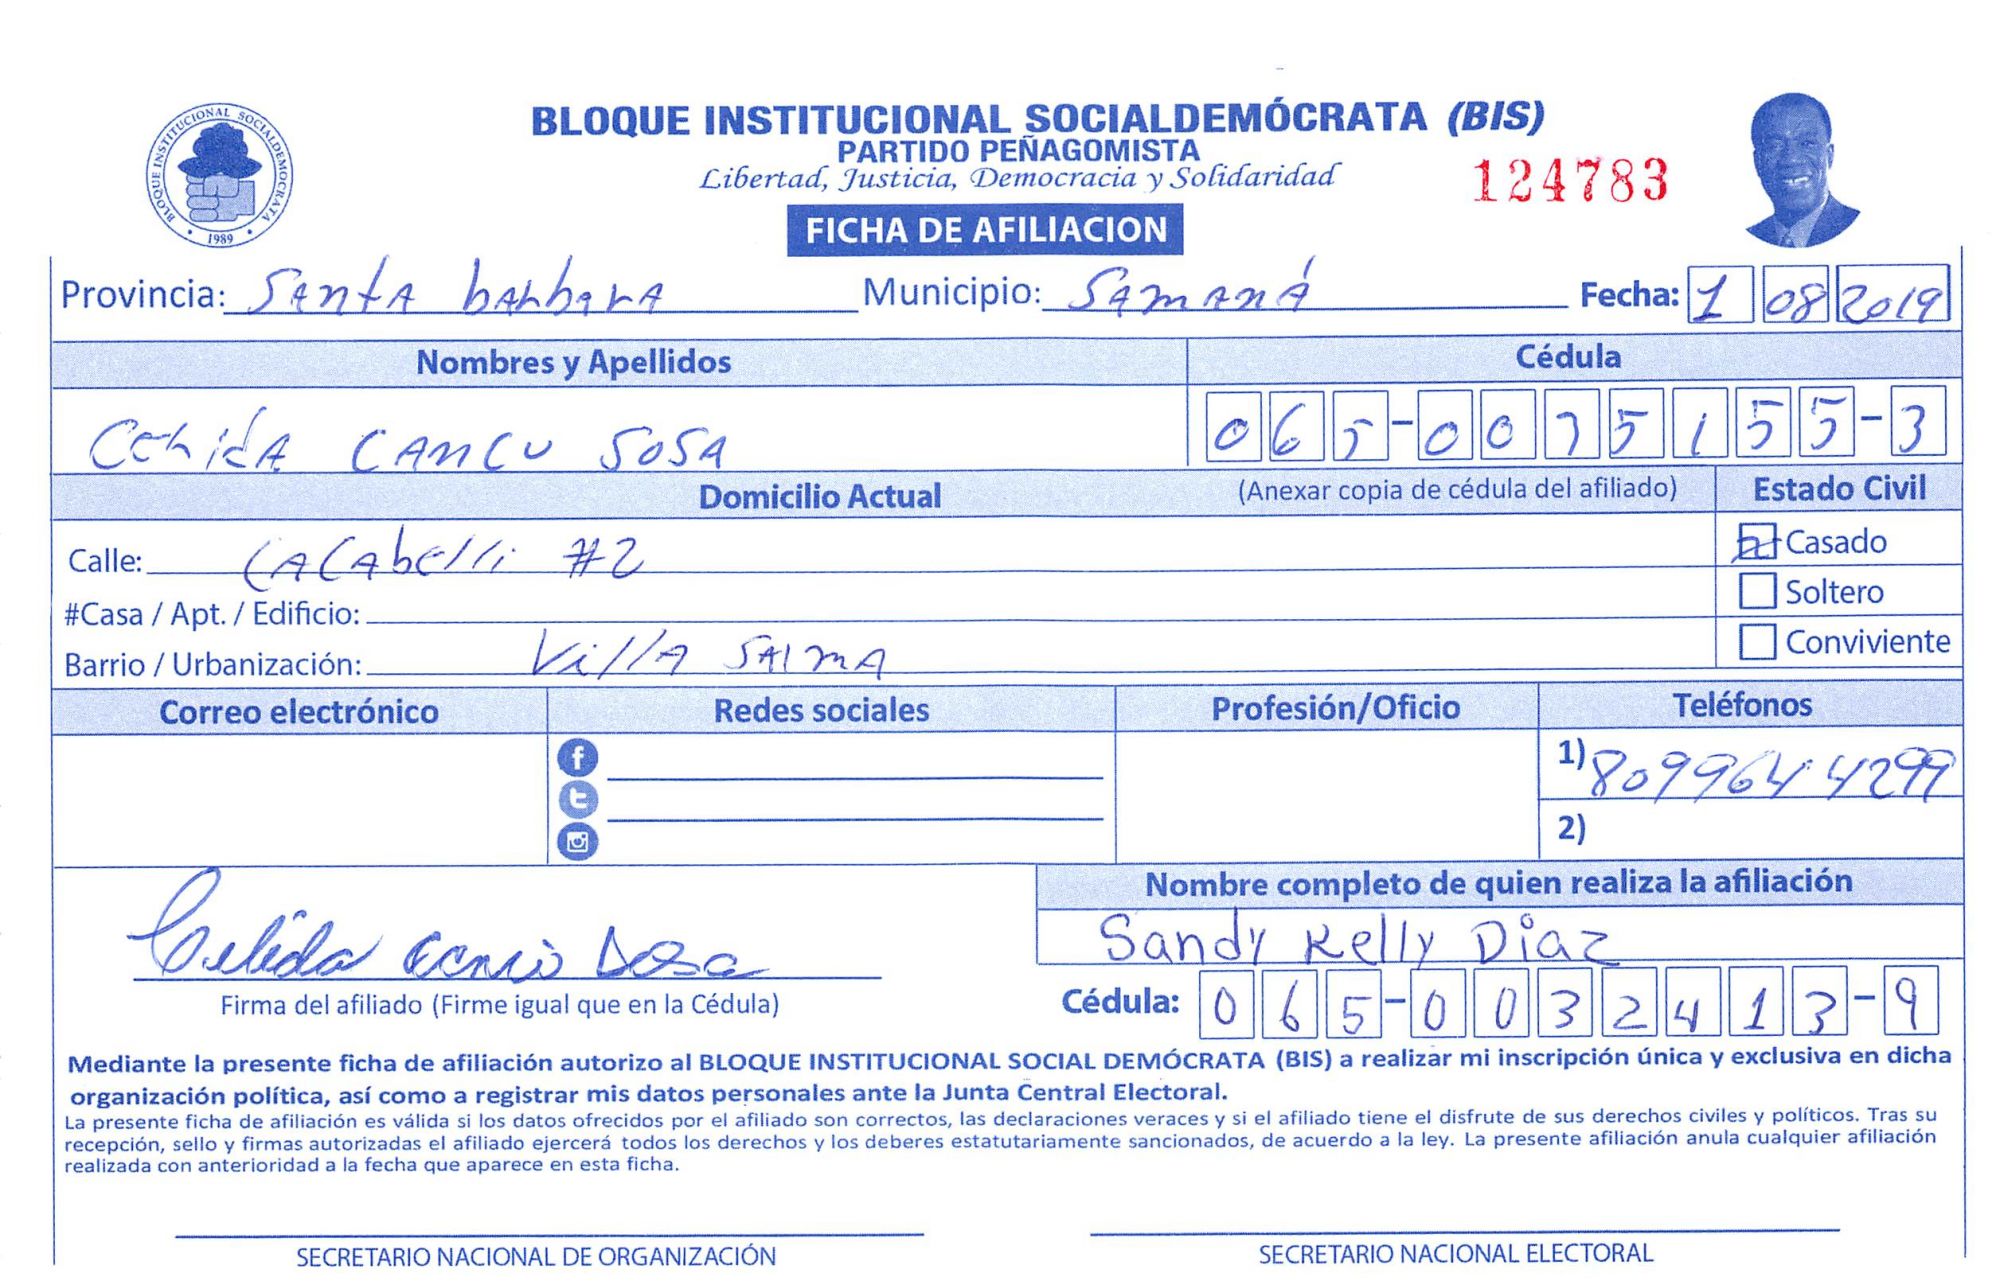 BLOQUE INSTITUCIONAL SOCIALDEMOCRATA
1989
BLOQUE INSTITUCIONAL SOCIALDEMÓCRATA (BIS)
PARTIDO PEÑAGOMISTA
Libertad, Justicia, Democracia y Solidaridad
124783
FICHA DE AFILIACION
Provincia: SANtA bARbARA Municipio: SAMANÁ Fecha: 1 08 2019
Nombres y Apellidos Cédula
CANCU SOSA 065-0035155-3
Domicilio Actual (Anexar copia de cédula del afiliado) Estado Civil
Calle: #2 Casado
#Casa / Apt. / Edificio: Soltero
Barrio / Urbanización: VillA SAlMA Conviviente
Correo electrónico Redes sociales Profesión/Oficio Teléfonos
1) 8099644299
2)
Nombre completo de quien realiza la afiliación
Sandy Kelly Diaz
Celida Sosa
Firma del afiliado (Firme igual que en la Cédula) Cédula: 065-0032413-9
Mediante la presente ficha de afiliación autorizo al BLOQUE INSTITUCIONAL SOCIAL DEMÓCRATA (BIS) a realizar mi inscripción única y exclusiva en dicha
organización política, así como a registrar mis datos personales ante la Junta Central Electoral.
La presente ficha de afiliación es válida si los datos ofrecidos por el afiliado son correctos, las declaraciones veraces y si el afiliado tiene el disfrute de sus derechos civiles y políticos. Tras su
recepción, sello y firmas autorizadas el afiliado ejercerá todos los derechos y los deberes estatutariamente sancionados, de acuerdo a la ley. La presente afiliación anula cualquier afiliación
realizada con anterioridad a la fecha que aparece en esta ficha.
SECRETARIO NACIONAL DE ORGANIZACIÓN SECRETARIO NACIONAL ELECTORAL